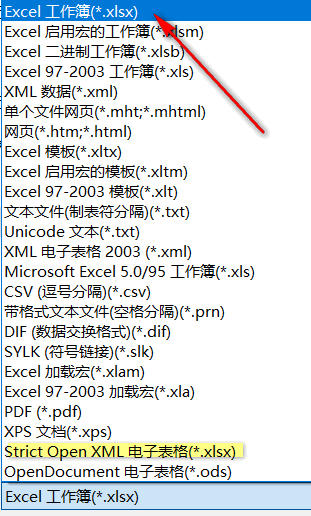 Excel 工作簿(*.xlsx)
Excel 启用宏的工作簿(*.xlsm)
Excel 二进制工作簿(*.xlsb)
Excel 97-2003 工作簿(*.xls)
XML 数据(*.xml)
单个文件网页(*.mht;*.mhtml)
网页(*.htm;*.html)
Excel 模板(*.xltx)
Excel 启用宏的模板(*.xltm)
Excel 97-2003 模板(*.xlt)
文本文件(制表符分隔)(*.txt)
Unicode 文本(*.txt)
XML 电子表格 2003 (*.xml)
Microsoft Excel 5.0/95 工作簿(*.xls)
CSV (逗号分隔)(*.csv)
带格式文本文件(空格分隔)(*.prn)
DIF (数据交换格式)(*.dif)
SYLK (符号链接)(*.slk)
Excel 加载宏(*.xlam)
Excel 97-2003 加载宏(*.xla)
PDF (*.pdf)
XPS 文档(*.xps)
Strict Open XML 电子表格(*.xlsx)
OpenDocument 电子表格(*.ods)
Excel 工作簿(*.xlsx)